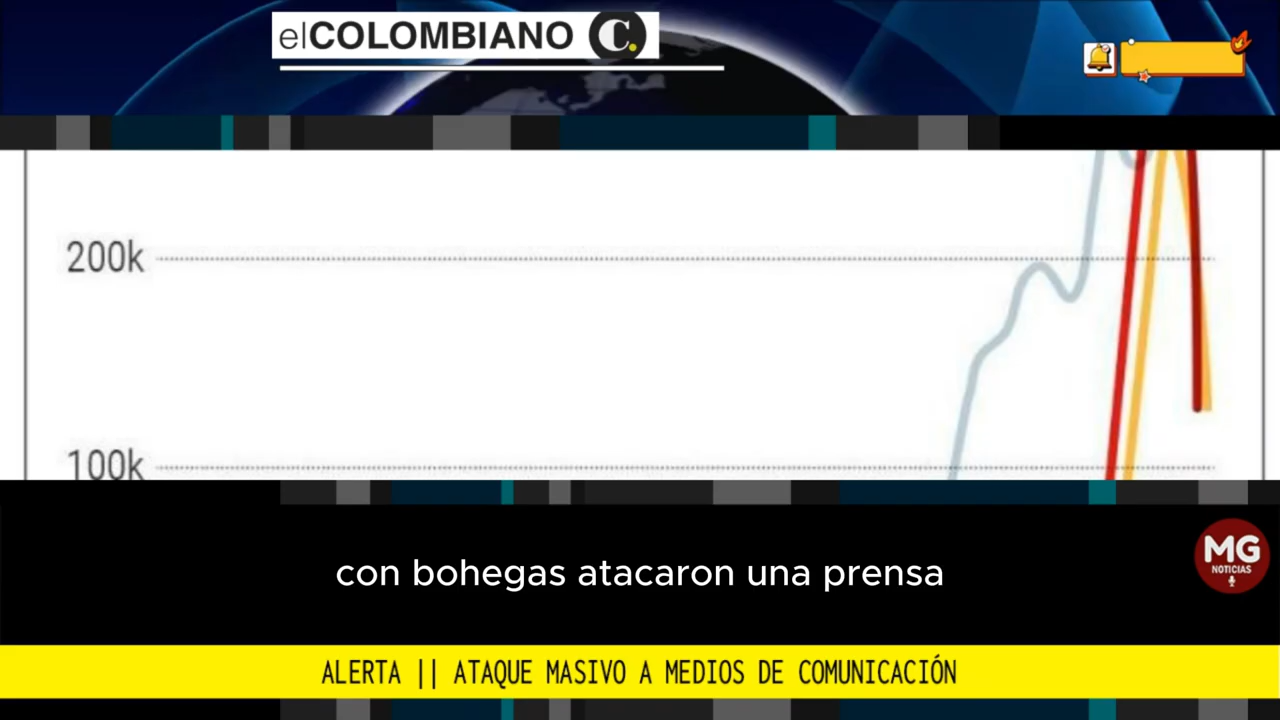 elCOLOMBIANO C.
200k
100k
con bohegas atacaron una prensa
MG
NOTICIAS
ALERTA || ATAQUE MASIVO A MEDIOS DE COMUNICACIÓN